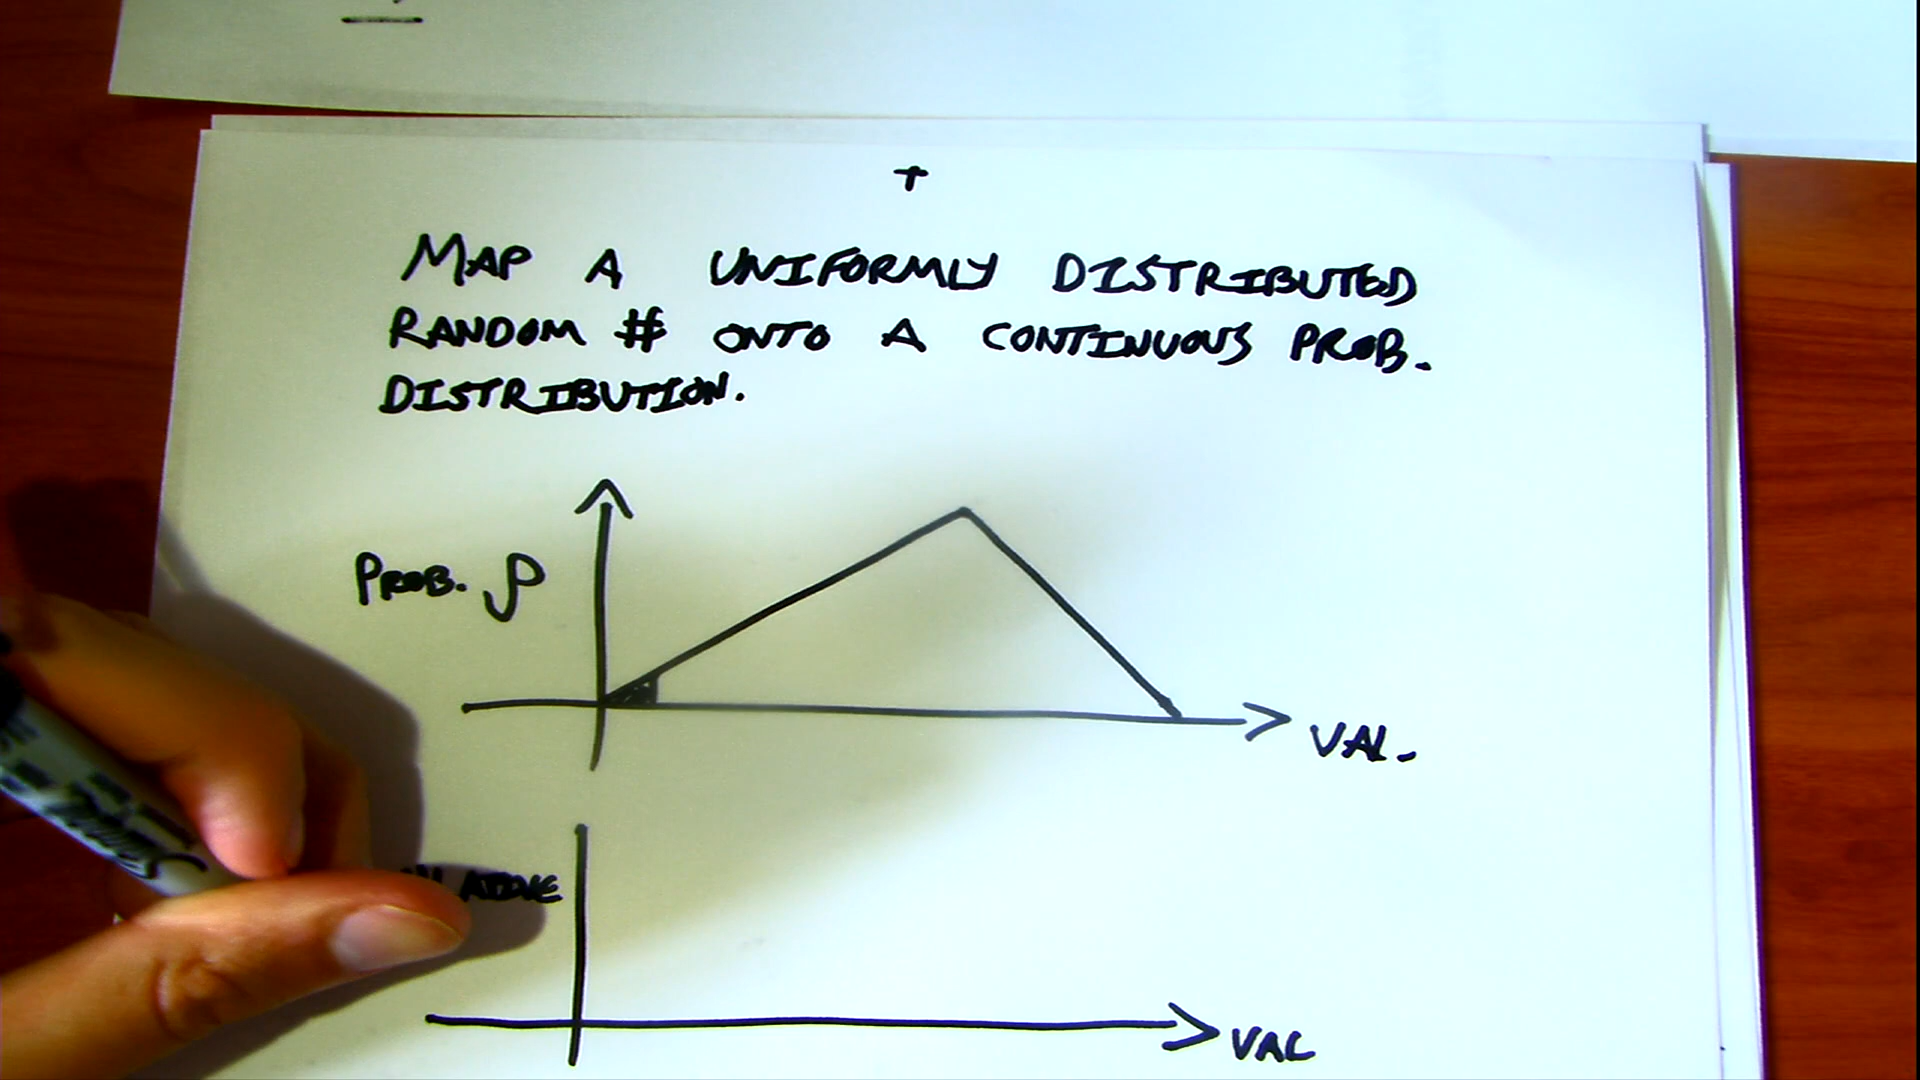 MAP A UNIFORMLY DISTRIBUTED
RANDOM # ONTO A CONTINUOUS PROB.
DISTRIBUTION.
PROB. ρ
VAL.
VAL